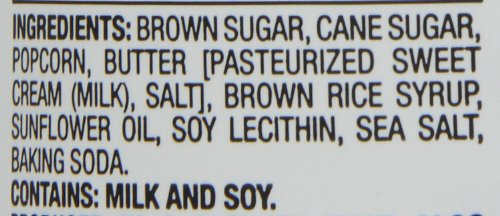 INGREDIENTS: BROWN SUGAR, CANE SUGAR,
POPCORN, BUTTER [PASTEURIZED SWEET
CREAM (MILK), SALT], BROWN RICE SYRUP,
SUNFLOWER OIL, SOY LECITHIN, SEA SALT,
BAKING SODA.
CONTAINS: MILK AND SOY.